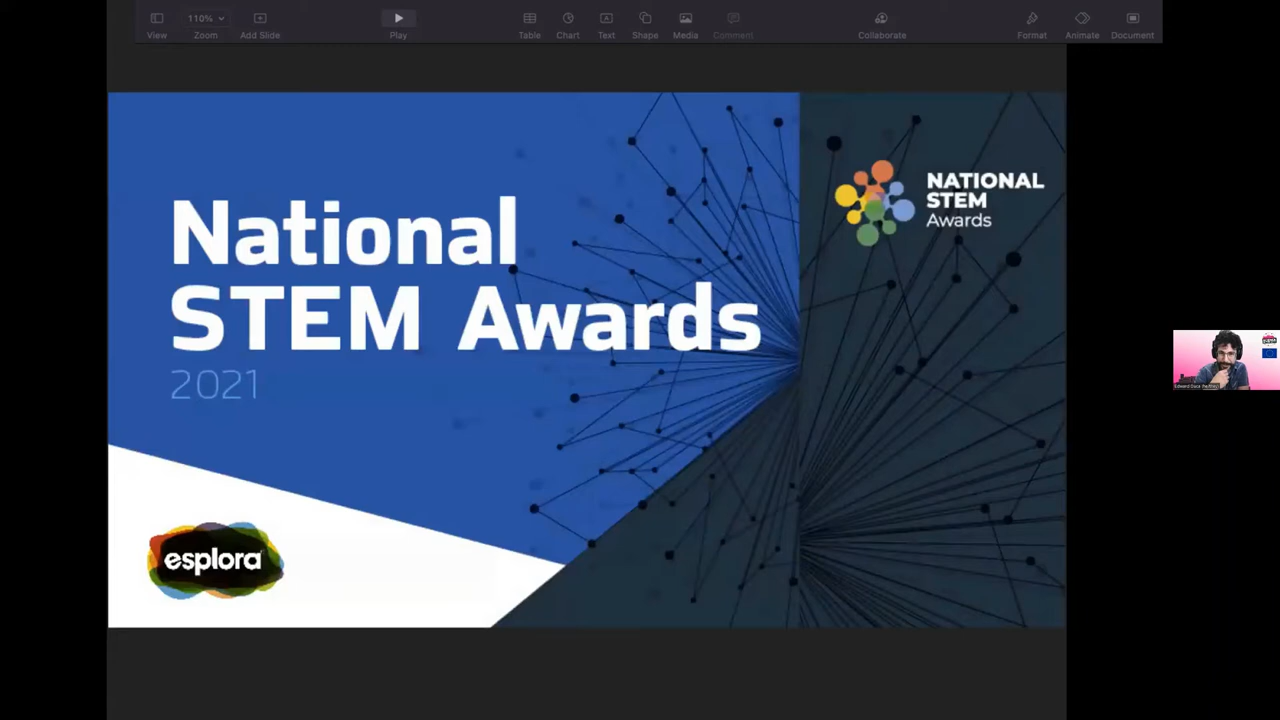 View
110%
Zoom
Add Slide
Play
Table
Chart
Text
Shape
Media
Comment
Collaborate
Format
Animate
Document
National
STEM Awards
2021
NATIONAL
STEM
Awards
esplora